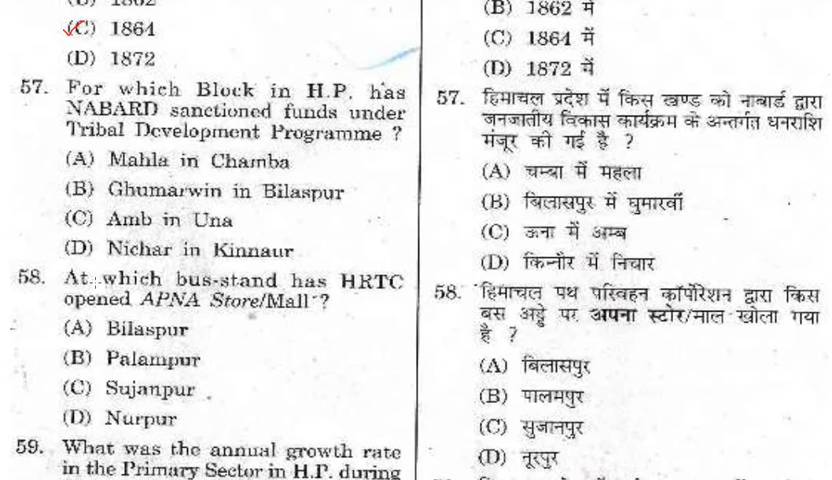 (B) 1862
(C) 1864
(D) 1872
57. For which Block in H.P. has
NABARD sanctioned funds under
Tribal Development Programme ?
(A) Mahla in Chamba
(B) Ghumarwin in Bilaspur
(C) Amb in Una
(D) Nichar in Kinnaur
58. At which bus-stand has HRTC
opened APNA Store/Mall ?
(A) Bilaspur
(B) Palampur
(C) Sujanpur
(D) Nurpur
59. What was the annual growth rate
in the Primary Sector in H.P. during
(B) 1862 में
(C) 1864 में
(D) 1872 में
57. हिमाचल प्रदेश में किस खण्ड को नाबार्ड द्वारा
जनजातीय विकास कार्यक्रम के अन्तर्गत धनराशि
मंजूर की गई है ?
(A) चम्बा में महला
(B) बिलासपुर में घुमारवीं
(C) ऊना में अम्ब
(D) किन्नौर में निचार
58. हिमाचल पथ परिवहन कॉर्पोरेशन द्वारा किस
बस अड्डे पर अपना स्टोर/माल खोला गया
है ?
(A) बिलासपुर
(B) पालमपुर
(C) सुजानपुर
(D) नूरपुर